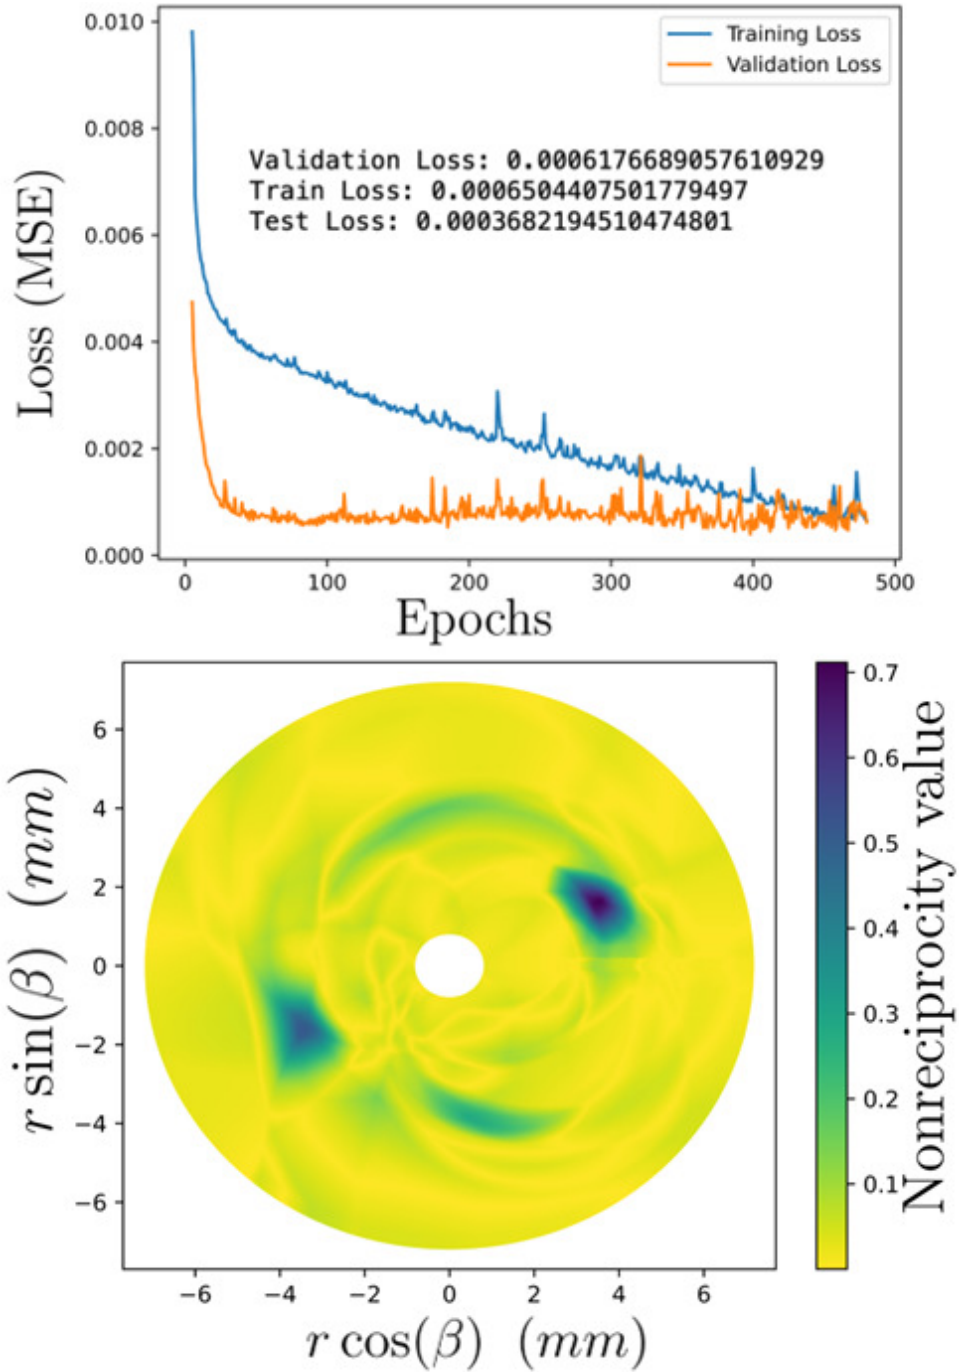 0.010
0.008
0.006
0.004
0.002
0.000
Loss (MSE)
Training Loss
Validation Loss
Validation Loss: 0.0006176689057610929
Train Loss: 0.0006504407501779497
Test Loss: 0.0003682194510474801
0 100 200 300 400 500
Epochs
6
4
2
0
−2
−4
−6
r sin(β) (mm)
−6 −4 −2 0 2 4 6
r cos(β) (mm)
0.7
0.6
0.5
0.4
0.3
0.2
0.1
Nonreciprocity value